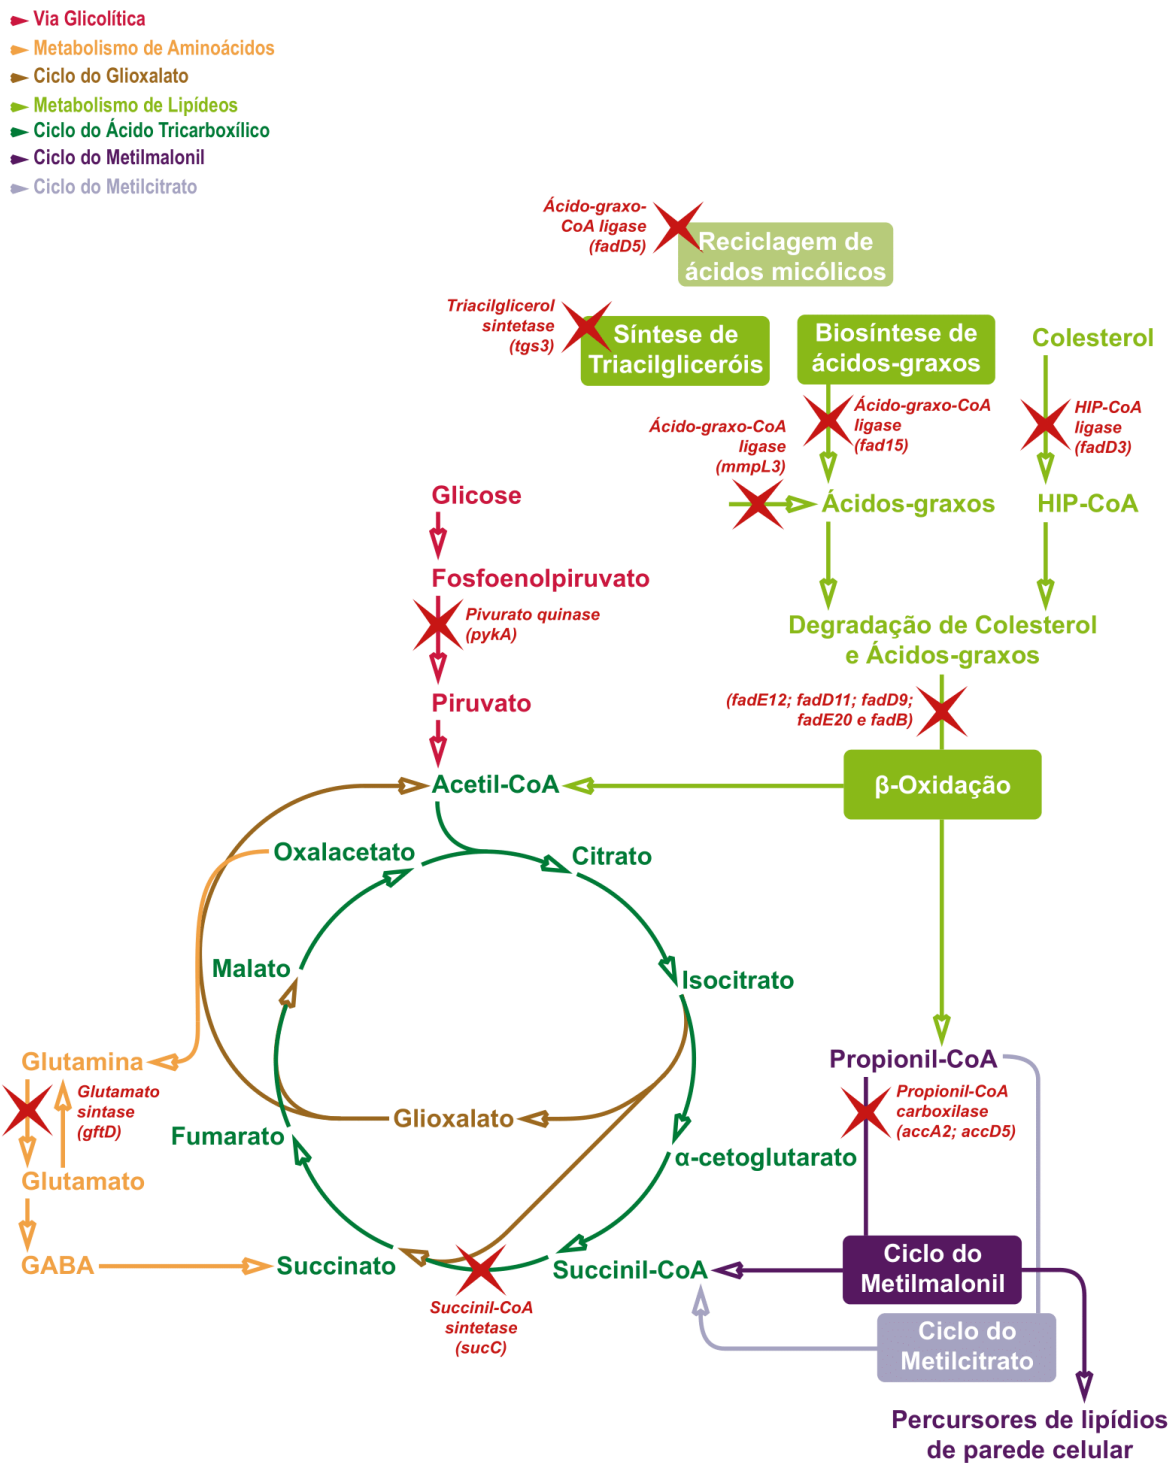 Via Glicolítica
Metabolismo de Aminoácidos
Ciclo do Glioxalato
Metabolismo de Lipídeos
Ciclo do Ácido Tricarboxílico
Ciclo do Metilmalonil
Ciclo do Metilcitrato
Ácido-graxo-
CoA ligase
(fadD5)
Reciclagem de
ácidos micólicos
Triacilglicerol
sintetase
(tgs3)
Síntese de
Triacilgliceróis
Biosíntese de
ácidos-graxos
Colesterol
Ácido-graxo-CoA
ligase
(mmpL3)
Ácido-graxo-CoA
ligase
(fad15)
HIP-CoA
ligase
(fadD3)
Glicose
Ácidos-graxos
HIP-CoA
Fosfoenolpiruvato
Pivurato quinase
(pykA)
Degradação de Colesterol
e Ácidos-graxos
Piruvato
(fadE12; fadD11; fadD9;
fadE20 e fadB)
Acetil-CoA
β-Oxidação
Oxalacetato
Citrato
Malato
Isocitrato
Glutamina
Propionil-CoA
Glutamato
sintase
(gftD)
Propionil-CoA
carboxilase
(accA2; accD5)
Glioxalato
Fumarato
α-cetoglutarato
Glutamato
GABA
Succinato
Succinil-CoA
Ciclo do
Metilmalonil
Succinil-CoA
sintetase
(sucC)
Ciclo do
Metilcitrato
Percursores de lipídios
de parede celular